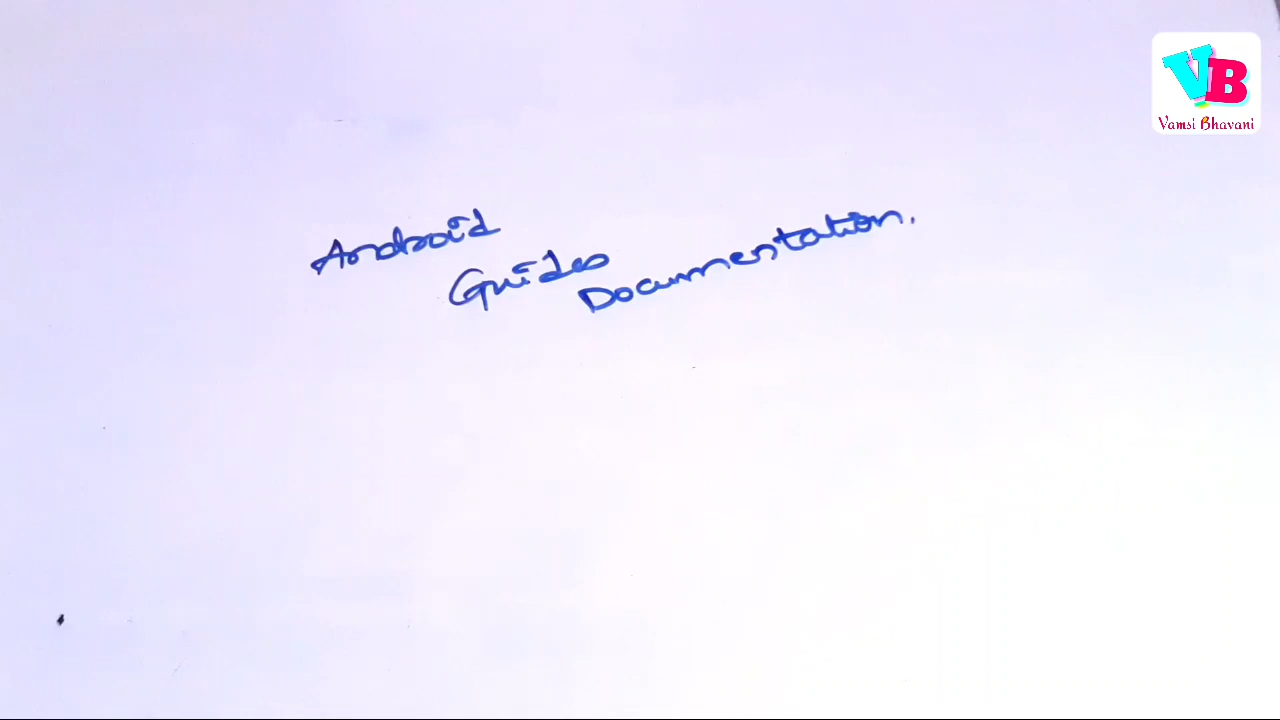 VB
Vamsi Bhavani
Android
Guides
Documentation.